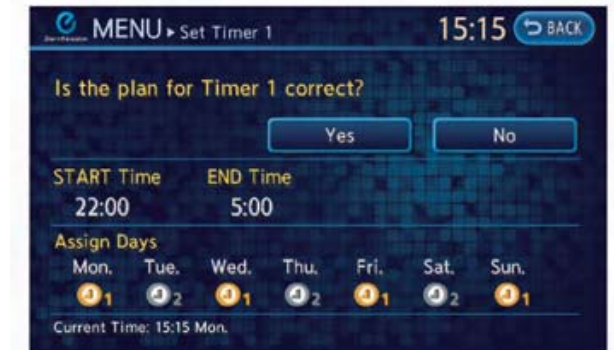 MENU ▸ Set Timer 1 15:15 BACK
Is the plan for Timer 1 correct?
Yes No
START Time END Time
22:00 5:00
Assign Days
Mon. Tue. Wed. Thu. Fri. Sat. Sun.
1 2 1 2 1 2 1
Current Time: 15:15 Mon.